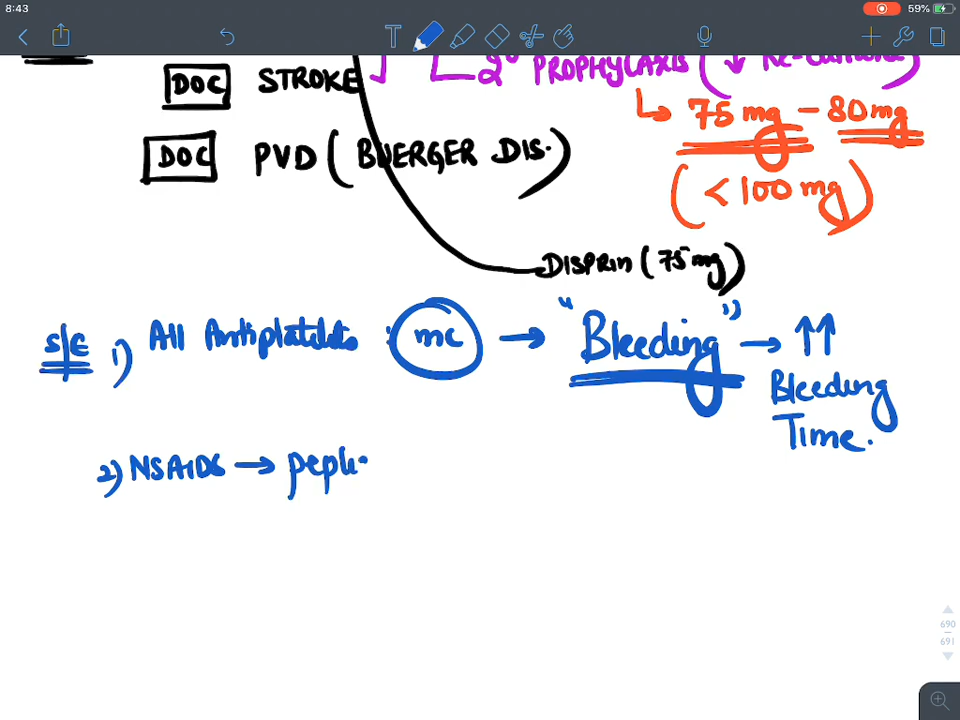 8:43
59%
T
2° PROPHYLAXIS (↓
DOC STROKE
→ 75 mg - 80 mg
DOC PVD (BUERGER DIS.)
(< 100 mg)
DISPRIN (75 mg)
S/E 1) All Antiplatelets : mc → "Bleeding" → ↑↑
Bleeding
Time.
2) NSAIDS → pepti
690
691